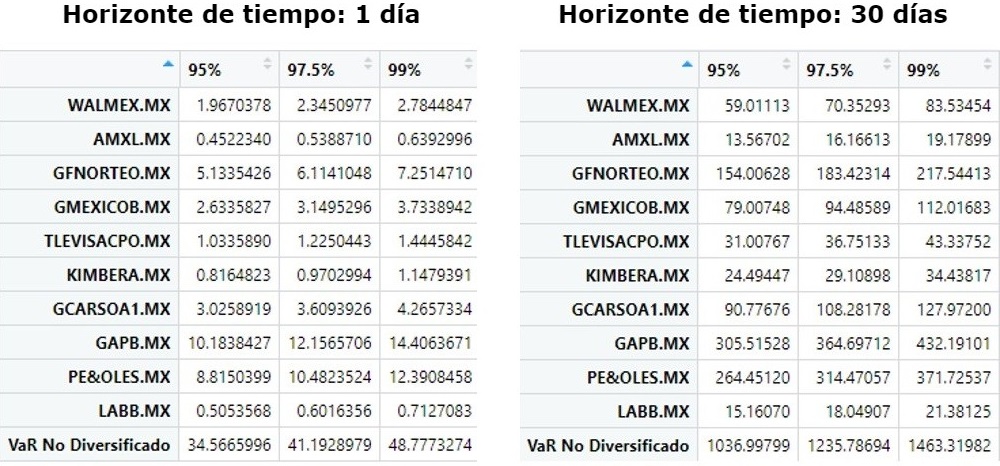 Horizonte de tiempo: 1 día
95% 97.5% 99%
WALMEX.MX 1.9670378 2.3450977 2.7844847
AMXL.MX 0.4522340 0.5388710 0.6392996
GFNORTEO.MX 5.1335426 6.1141048 7.2514710
GMEXICOB.MX 2.6335827 3.1495296 3.7338942
TLEVISACPO.MX 1.0335890 1.2250443 1.4445842
KIMBERA.MX 0.8164823 0.9702994 1.1479391
GCARSOA1.MX 3.0258919 3.6093926 4.2657334
GAPB.MX 10.1838427 12.1565706 14.4063671
PE&OLES.MX 8.8150399 10.4823524 12.3908458
LABB.MX 0.5053568 0.6016356 0.7127083
VaR No Diversificado 34.5665996 41.1928979 48.7773274
Horizonte de tiempo: 30 días
95% 97.5% 99%
WALMEX.MX 59.01113 70.35293 83.53454
AMXL.MX 13.56702 16.16613 19.17899
GFNORTEO.MX 154.00628 183.42314 217.54413
GMEXICOB.MX 79.00748 94.48589 112.01683
TLEVISACPO.MX 31.00767 36.75133 43.33752
KIMBERA.MX 24.49447 29.10898 34.43817
GCARSOA1.MX 90.77676 108.28178 127.97200
GAPB.MX 305.51528 364.69712 432.19101
PE&OLES.MX 264.45120 314.47057 371.72537
LABB.MX 15.16070 18.04907 21.38125
VaR No Diversificado 1036.99799 1235.78694 1463.31982